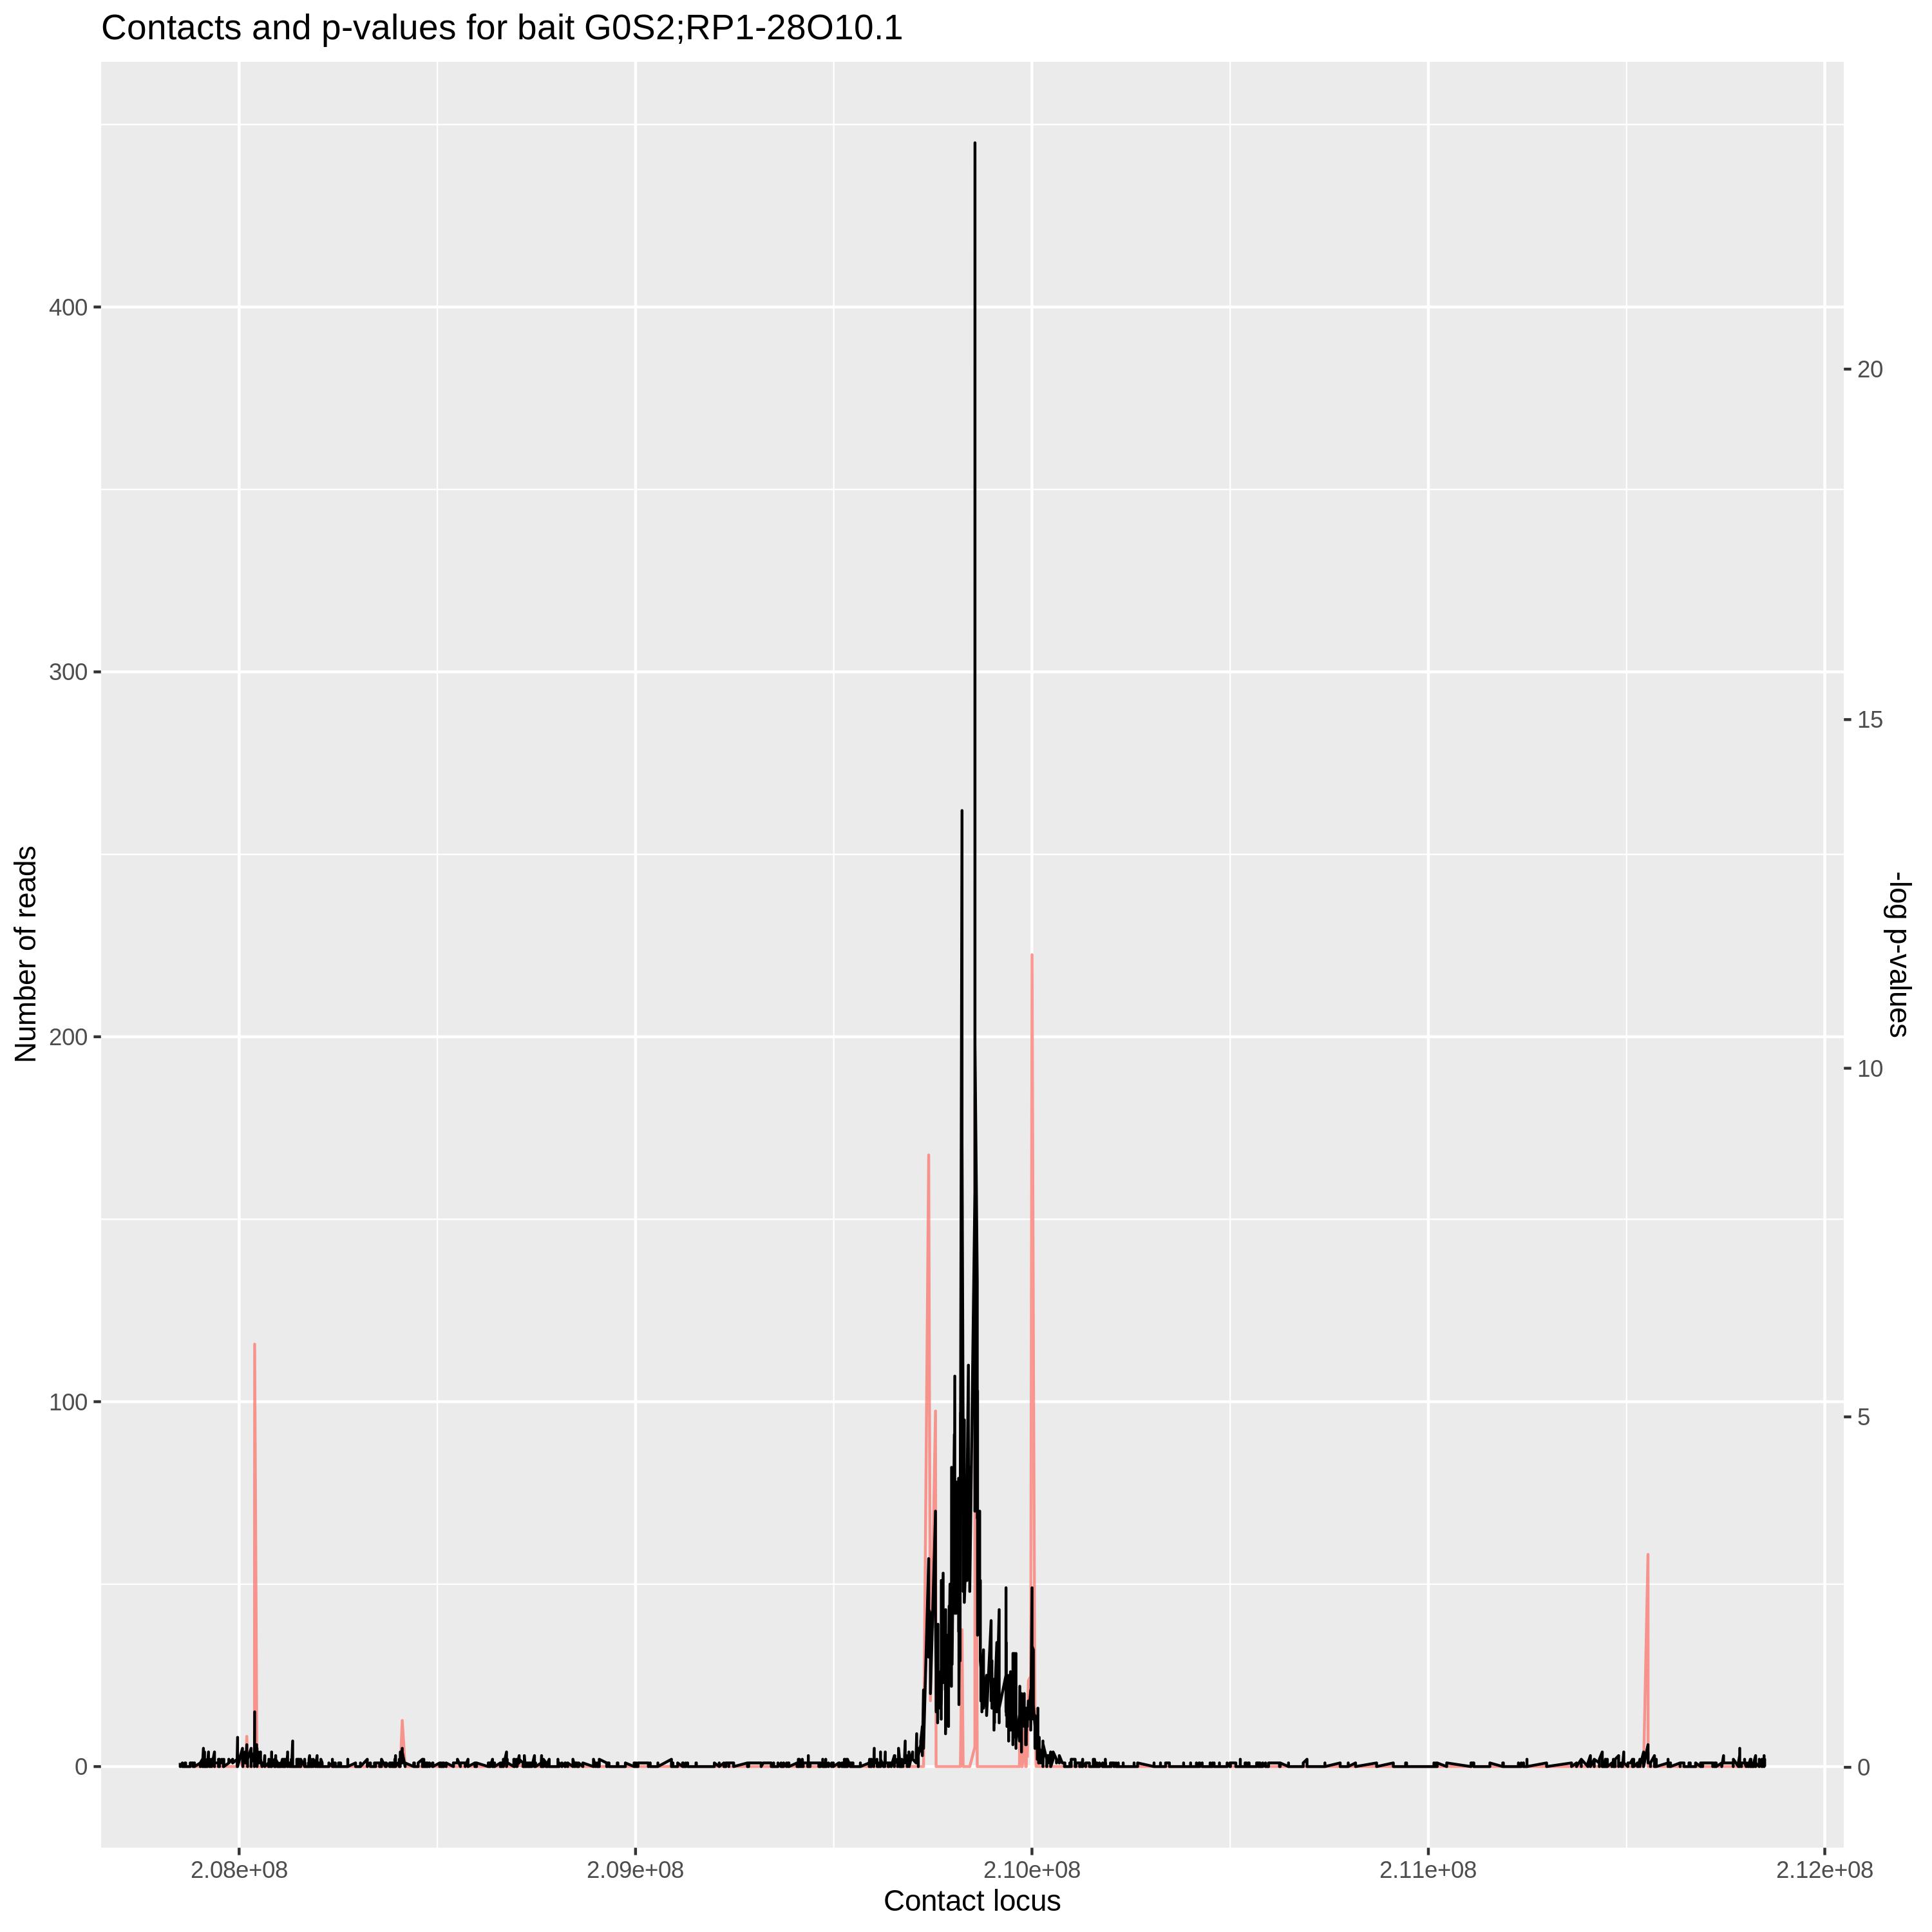 Contacts and p-values for bait G0S2;RP1-28O10.1
400
300
200
100
0
Number of reads
20
15
10
5
0
-log p-values
2.08e+08
2.09e+08
2.10e+08
2.11e+08
2.12e+08
Contact locus